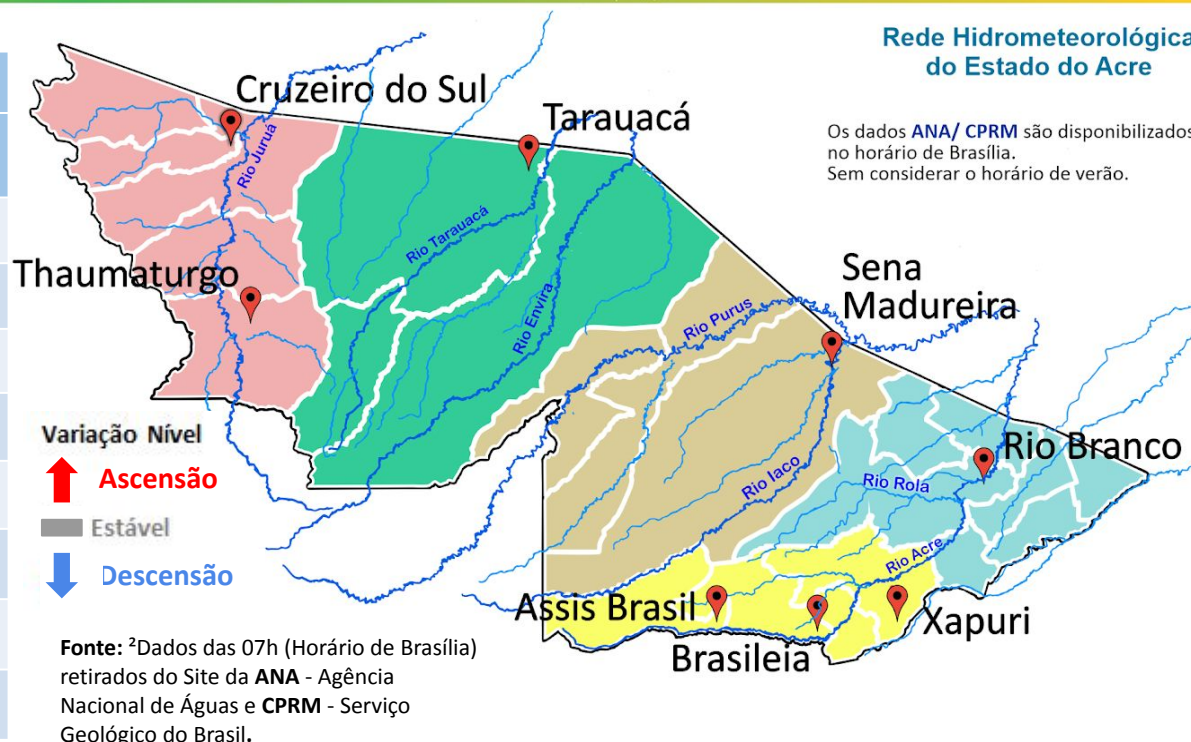 Rede Hidrometeorológica
do Estado do Acre
Os dados ANA/ CPRM são disponibilizados
no horário de Brasília.
Sem considerar o horário de verão.
Cruzeiro do Sul
Tarauacá
Rio Juruá
Rio Tarauacá
Thaumaturgo
Rio Envira
Sena
Madureira
Rio Purus
Rio Branco
Rio Iaco
Rio Rola
Rio Acre
Assis Brasil
Brasileia
Xapuri
Variação Nível
Ascensão
Estável
Descensão
Fonte: ²Dados das 07h (Horário de Brasília)
retirados do Site da ANA - Agência
Nacional de Águas e CPRM - Serviço
Geológico do Brasil.